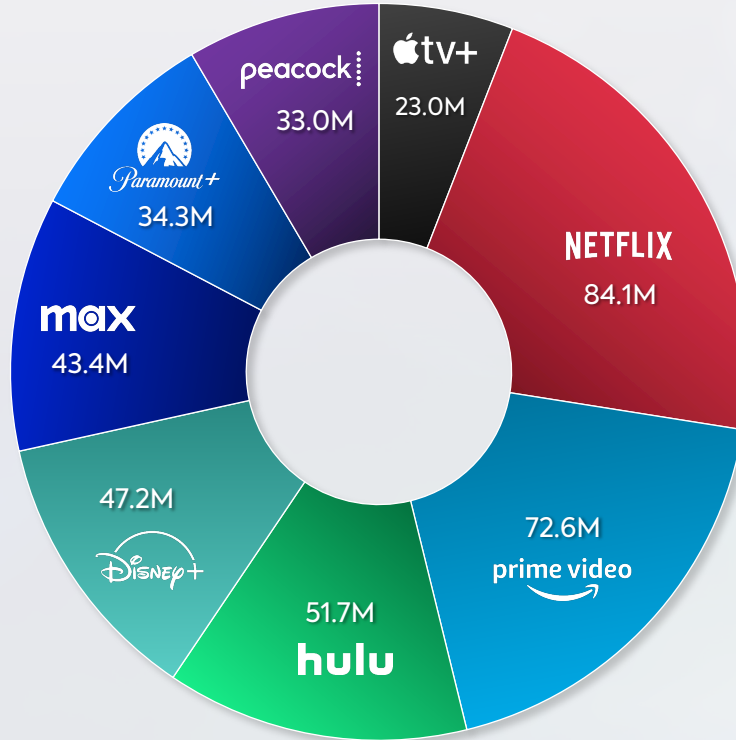 tv+
23.0M
NETFLIX
84.1M
72.6M
prime video
51.7M
hulu
47.2M
Disney+
max
43.4M
Paramount+
34.3M
peacock
33.0M